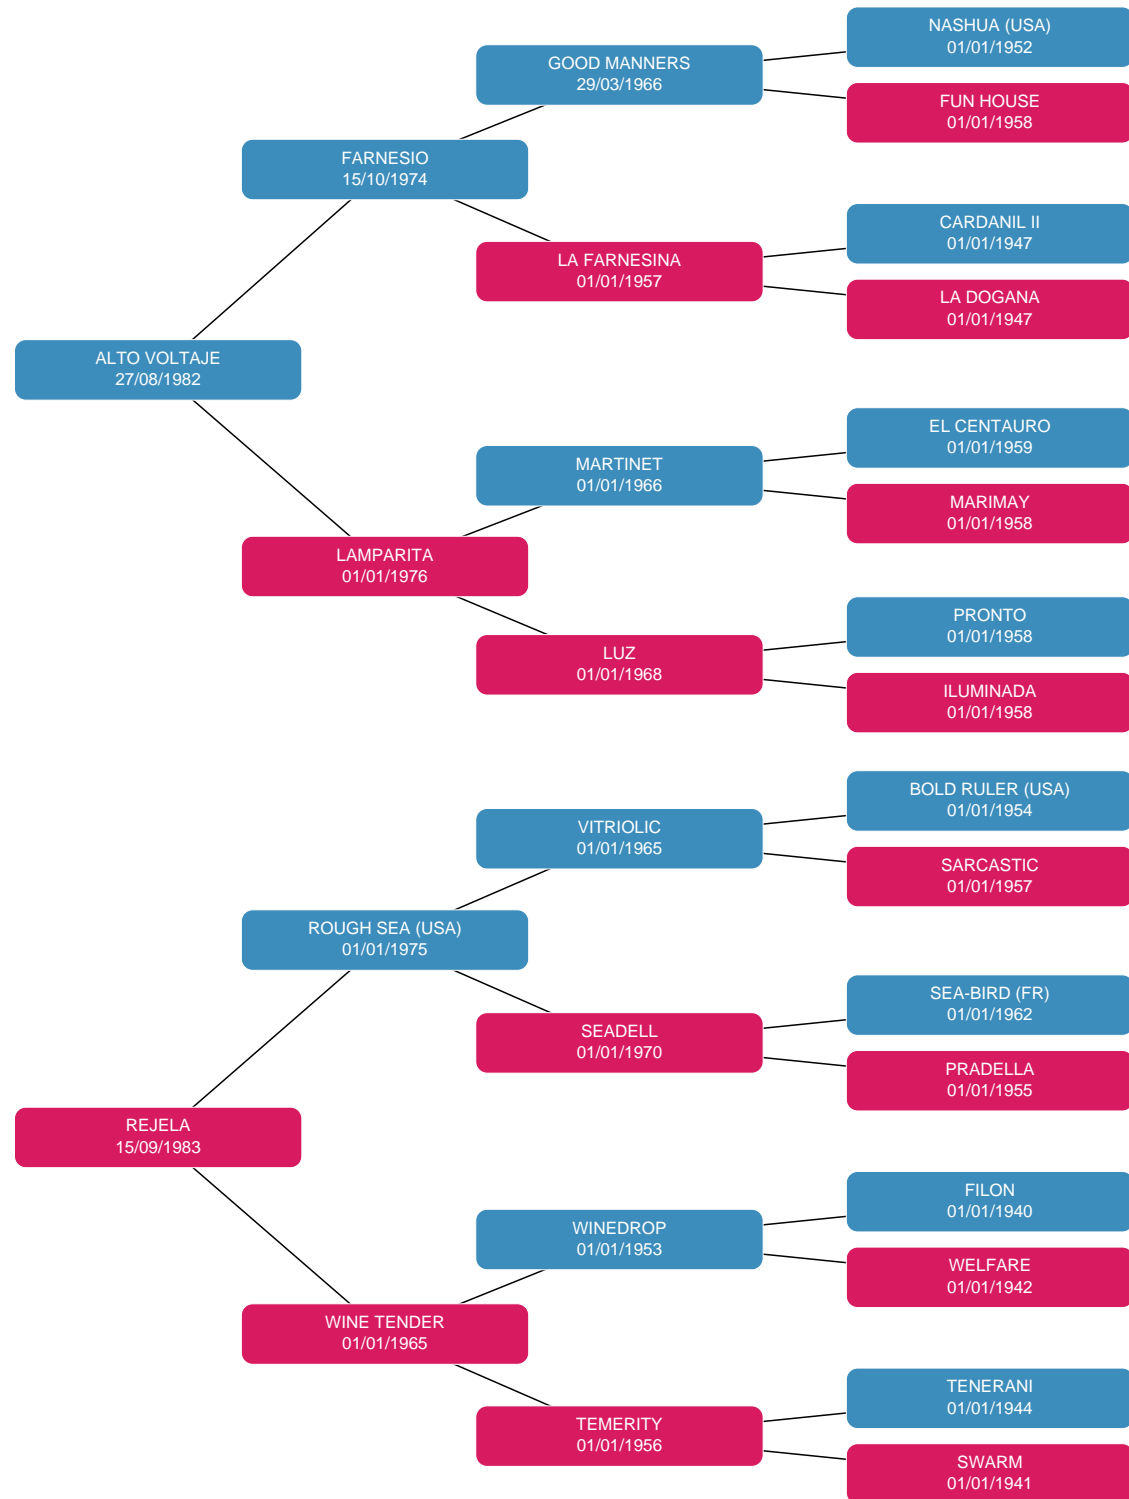 NASHUA (USA)
01/01/1952
GOOD MANNERS
29/03/1966
FUN HOUSE
01/01/1958
FARNESIO
15/10/1974
CARDANIL II
01/01/1947
LA FARNESINA
01/01/1957
LA DOGANA
01/01/1947
ALTO VOLTAJE
27/08/1982
EL CENTAURO
01/01/1959
MARTINET
01/01/1966
MARIMAY
01/01/1958
LAMPARITA
01/01/1976
PRONTO
01/01/1958
LUZ
01/01/1968
ILUMINADA
01/01/1958
BOLD RULER (USA)
01/01/1954
VITRIOLIC
01/01/1965
SARCASTIC
01/01/1957
ROUGH SEA (USA)
01/01/1975
SEA-BIRD (FR)
01/01/1962
SEADELL
01/01/1970
PRADELLA
01/01/1955
REJELA
15/09/1983
FILON
01/01/1940
WINEDROP
01/01/1953
WELFARE
01/01/1942
WINE TENDER
01/01/1965
TENERANI
01/01/1944
TEMERITY
01/01/1956
SWARM
01/01/1941